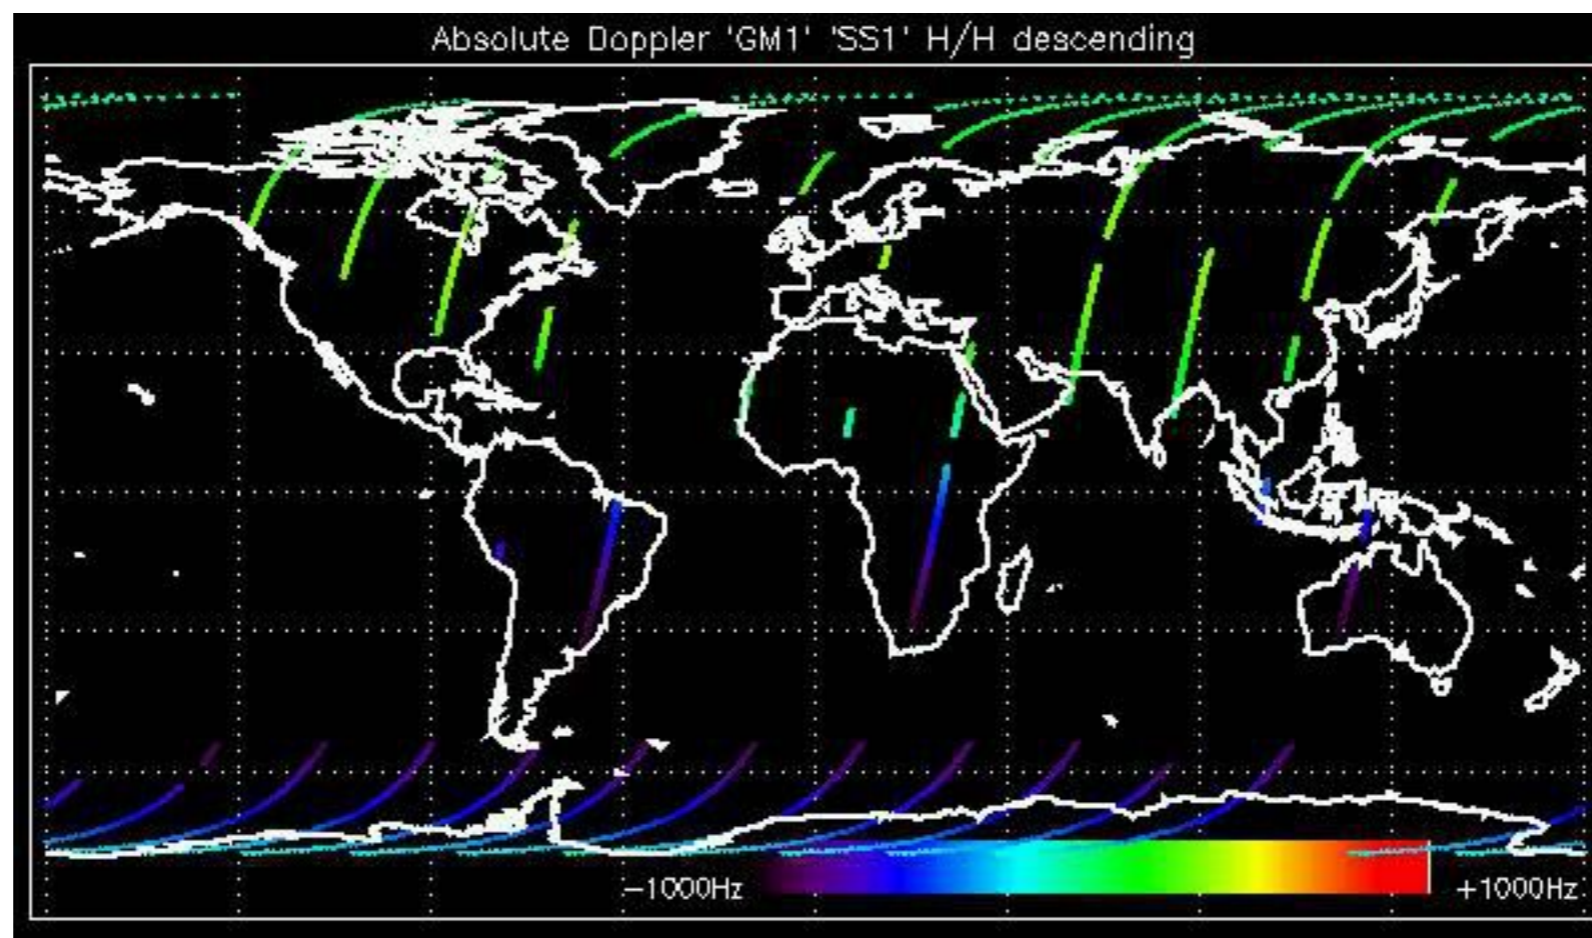 Absolute Doppler 'GM1' 'SS1' H/H descending
−1000Hz +1000Hz